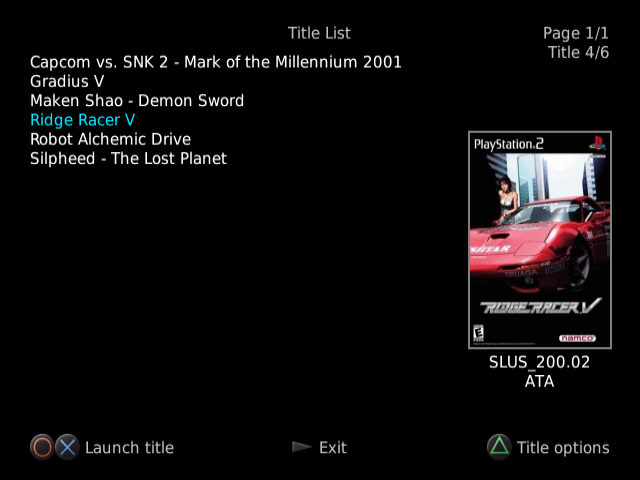 Title List
Page 1/1
Title 4/6
Capcom vs. SNK 2 - Mark of the Millennium 2001
Gradius V
Maken Shao - Demon Sword
Ridge Racer V
Robot Alchemic Drive
Silpheed - The Lost Planet
PlayStation.2
RIDGE RACER V
namco
SLUS_200.02
ATA
Launch title
Exit
Title options